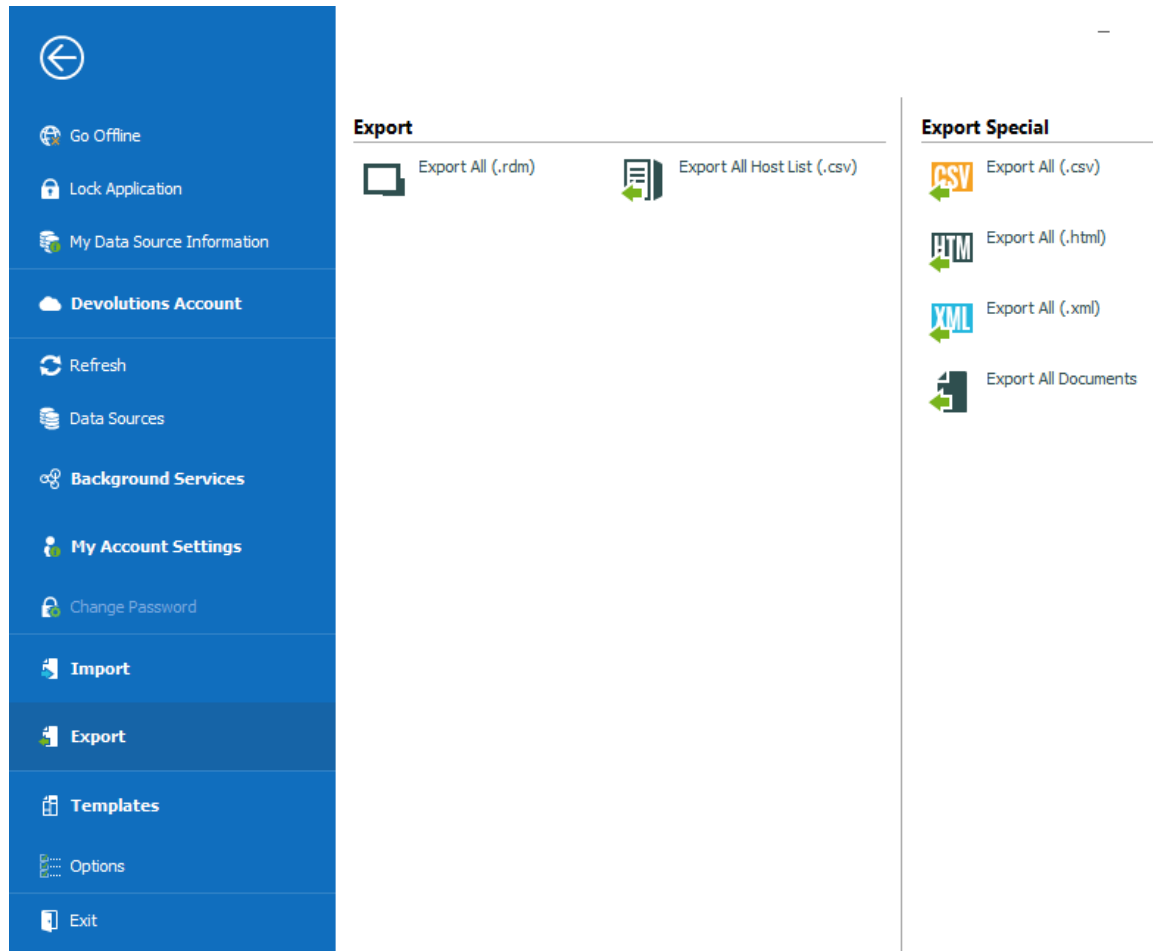 Go Offline
Lock Application
My Data Source Information
Devolutions Account
Refresh
Data Sources
Background Services
My Account Settings
Change Password
Import
Export
Templates
Options
Exit
Export
Export All (.rdm)
Export All Host List (.csv)
Export Special
CSV
Export All (.csv)
HTM
Export All (.html)
XML
Export All (.xml)
Export All Documents